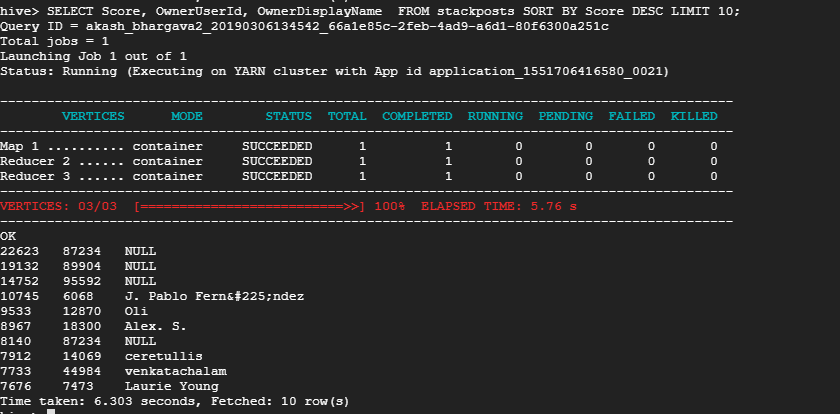 hive> SELECT Score, OwnerUserId, OwnerDisplayName  FROM stackposts SORT BY Score DESC LIMIT 10;
Query ID = akash_bhargava2_20190306134542_66a1e85c-2feb-4ad9-a6d1-80f6300a251c
Total jobs = 1
Launching Job 1 out of 1
Status: Running (Executing on YARN cluster with App id application_1551706416580_0021)
----------------------------------------------------------------------------------------------
        VERTICES      MODE        STATUS  TOTAL  COMPLETED  RUNNING  PENDING  FAILED  KILLED
----------------------------------------------------------------------------------------------
Map 1 .......... container     SUCCEEDED      1          1        0        0       0       0
Reducer 2 ...... container     SUCCEEDED      1          1        0        0       0       0
Reducer 3 ...... container     SUCCEEDED      1          1        0        0       0       0
----------------------------------------------------------------------------------------------
VERTICES: 03/03  [==========================>>] 100%  ELAPSED TIME: 5.76 s
----------------------------------------------------------------------------------------------
OK
22623   87234   NULL
19132   89904   NULL
14752   95592   NULL
10745   6068    J. Pablo Fern&#225;ndez
9533    12870   Oli
8967    18300   Alex. S.
8140    87234   NULL
7912    14069   ceretullis
7733    44984   venkatachalam
7676    7473    Laurie Young
Time taken: 6.303 seconds, Fetched: 10 row(s)